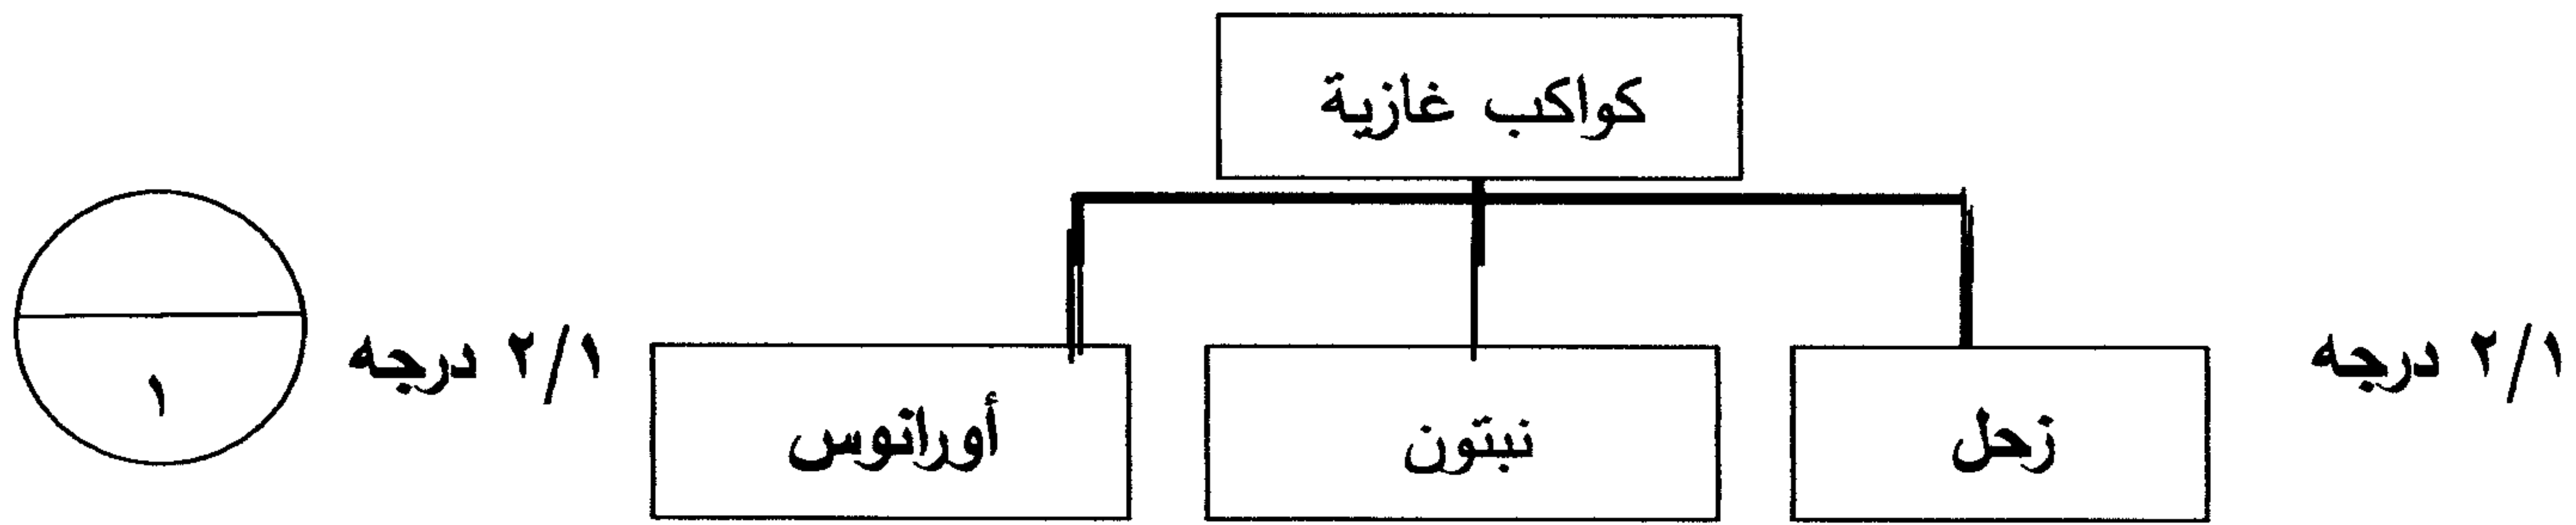 كواكب غازية
٢/١ درجه
زحل
نبتون
أورانوس
٢/١ درجه
١